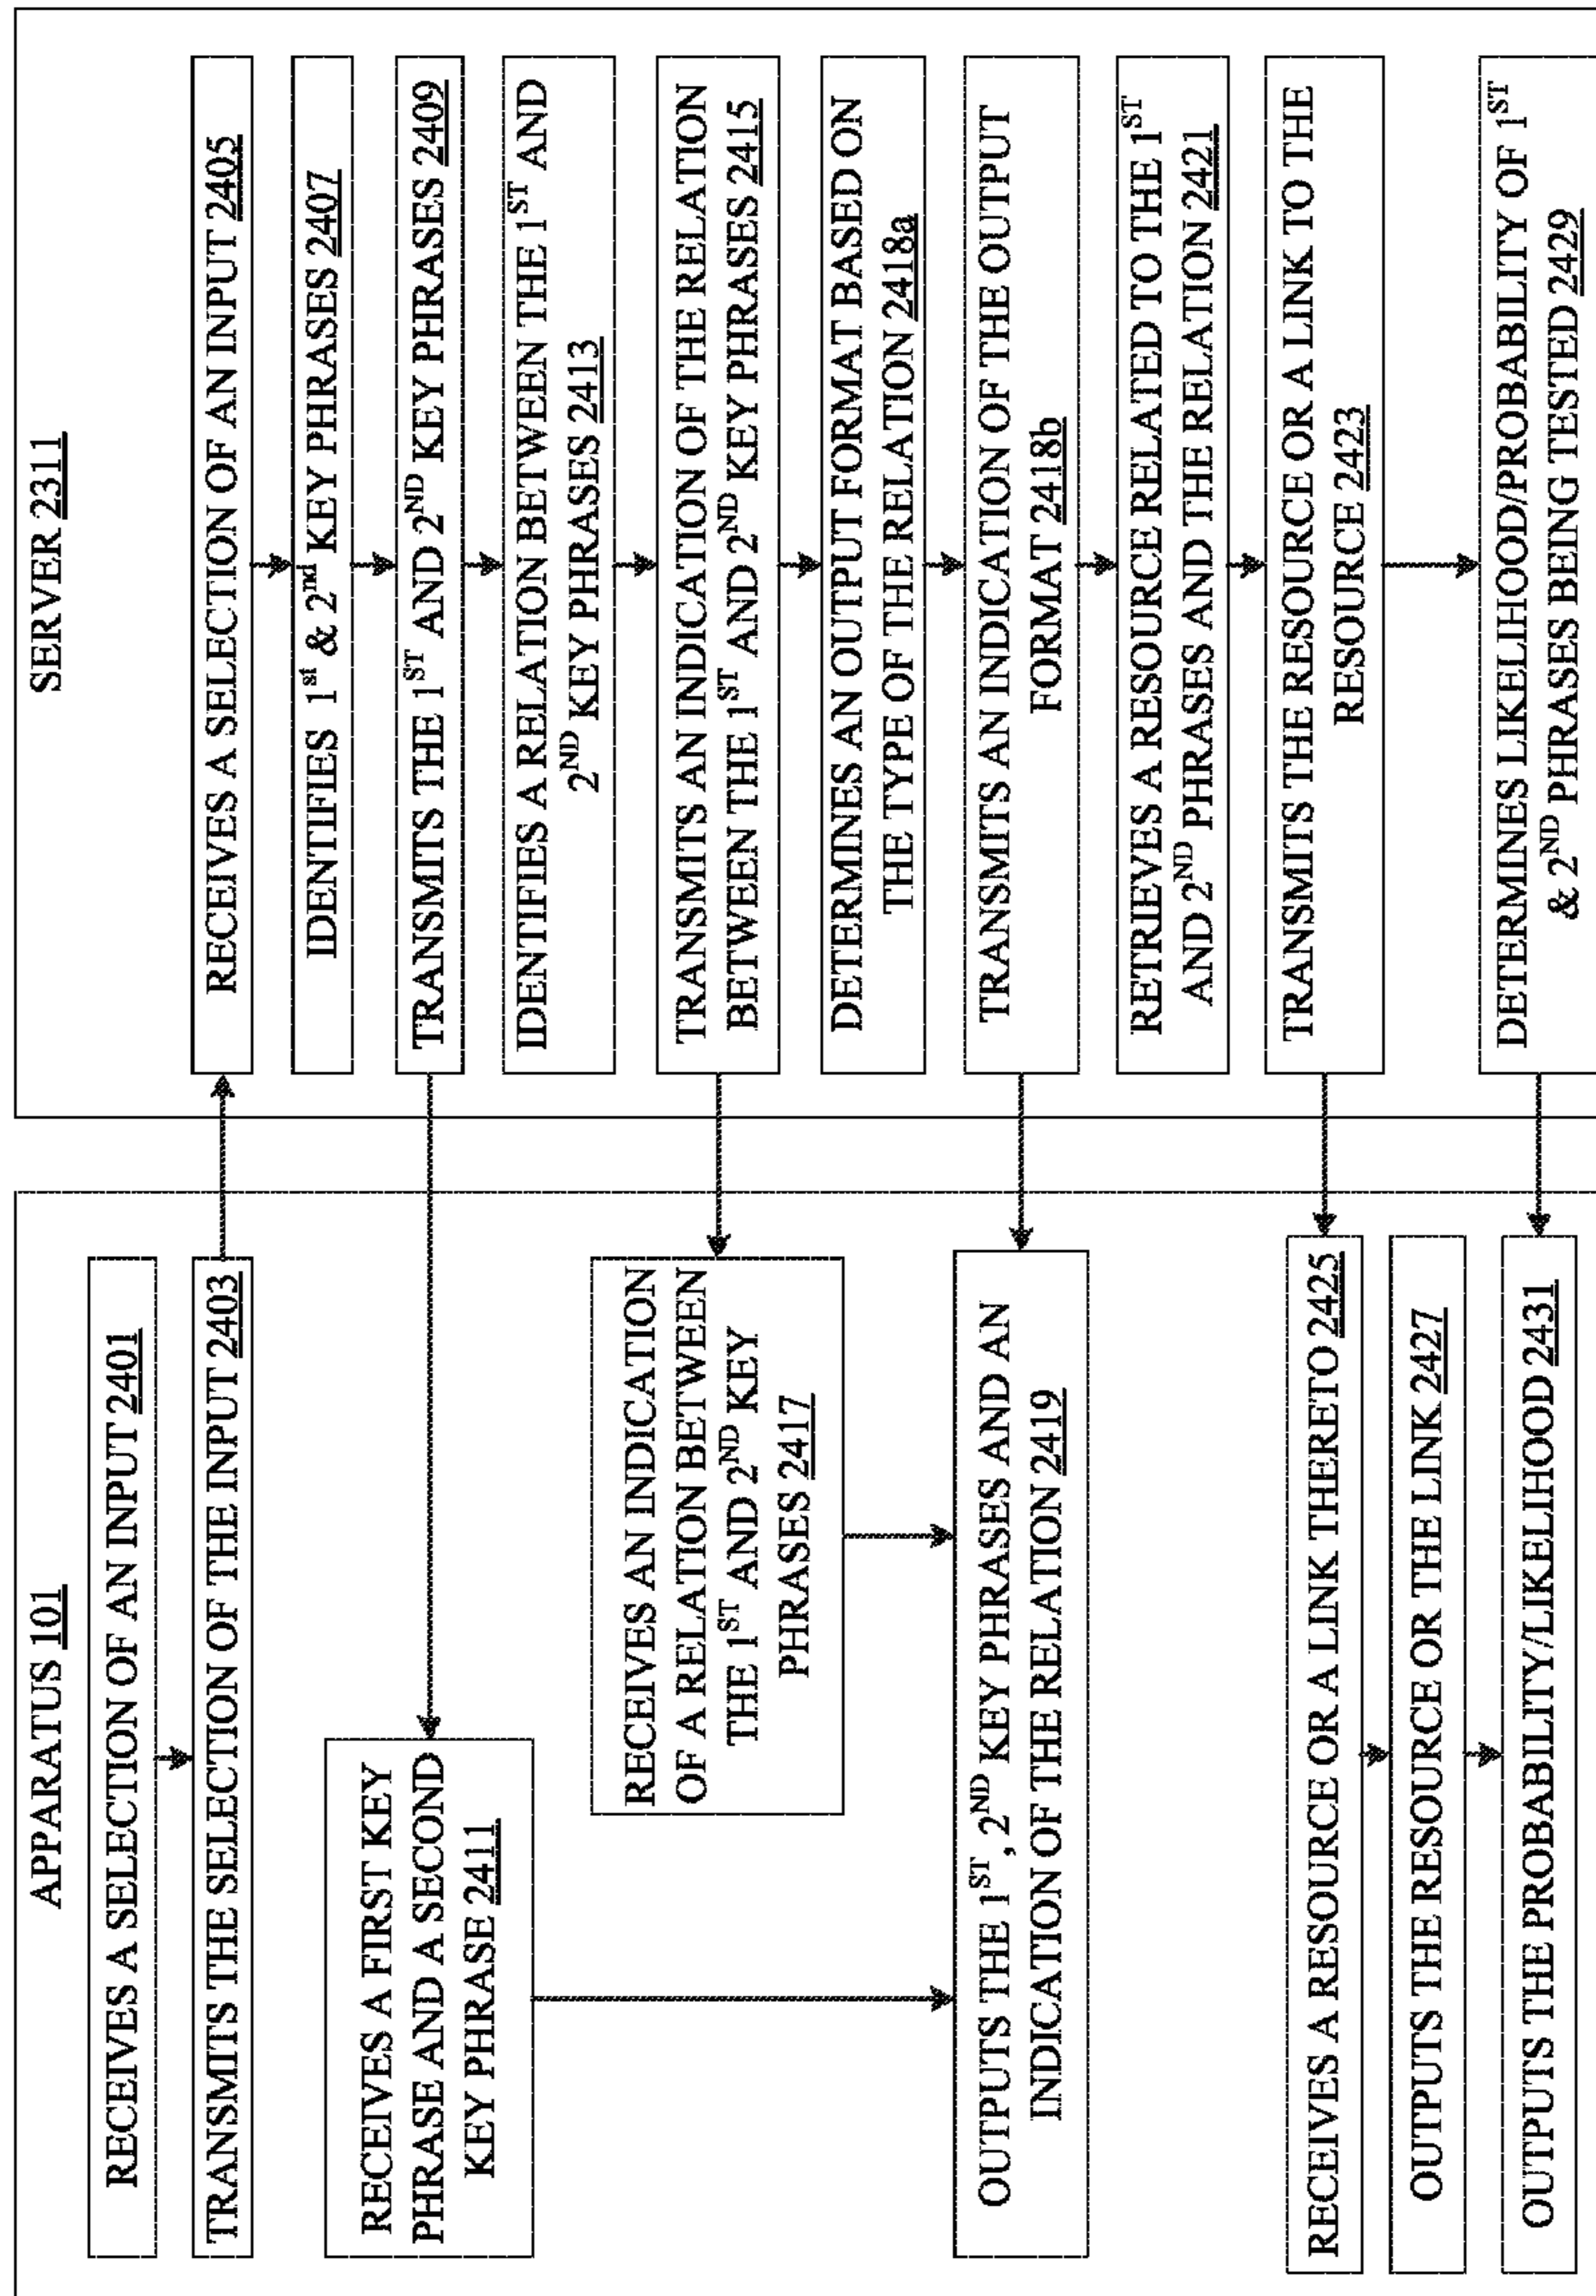 APPARATUS 101
RECEIVES A SELECTION OF AN INPUT 2401
TRANSMITS THE SELECTION OF THE INPUT 2403
RECEIVES A FIRST KEY
PHRASE AND A SECOND
KEY PHRASE 2411
RECEIVES AN INDICATION
OF A RELATION BETWEEN
THE 1ST AND 2ND KEY
PHRASES 2417
OUTPUTS THE 1ST, 2ND KEY PHRASES AND AN
INDICATION OF THE RELATION 2419
RECEIVES A RESOURCE OR A LINK THERETO 2425
OUTPUTS THE RESOURCE OR THE LINK 2427
OUTPUTS THE PROBABILITY/LIKELIHOOD 2431
SERVER 2311
RECEIVES A SELECTION OF AN INPUT 2405
IDENTIFIES 1st & 2nd KEY PHRASES 2407
TRANSMITS THE 1ST AND 2ND KEY PHRASES 2409
IDENTIFIES A RELATION BETWEEN THE 1ST AND
2ND KEY PHRASES 2413
TRANSMITS AN INDICATION OF THE RELATION
BETWEEN THE 1ST AND 2ND KEY PHRASES 2415
DETERMINES AN OUTPUT FORMAT BASED ON
THE TYPE OF THE RELATION 2418a
TRANSMITS AN INDICATION OF THE OUTPUT
FORMAT 2418b
RETRIEVES A RESOURCE RELATED TO THE 1ST
AND 2ND PHRASES AND THE RELATION 2421
TRANSMITS THE RESOURCE OR A LINK TO THE
RESOURCE 2423
DETERMINES LIKELIHOOD/PROBABILITY OF 1ST
& 2ND PHRASES BEING TESTED 2429